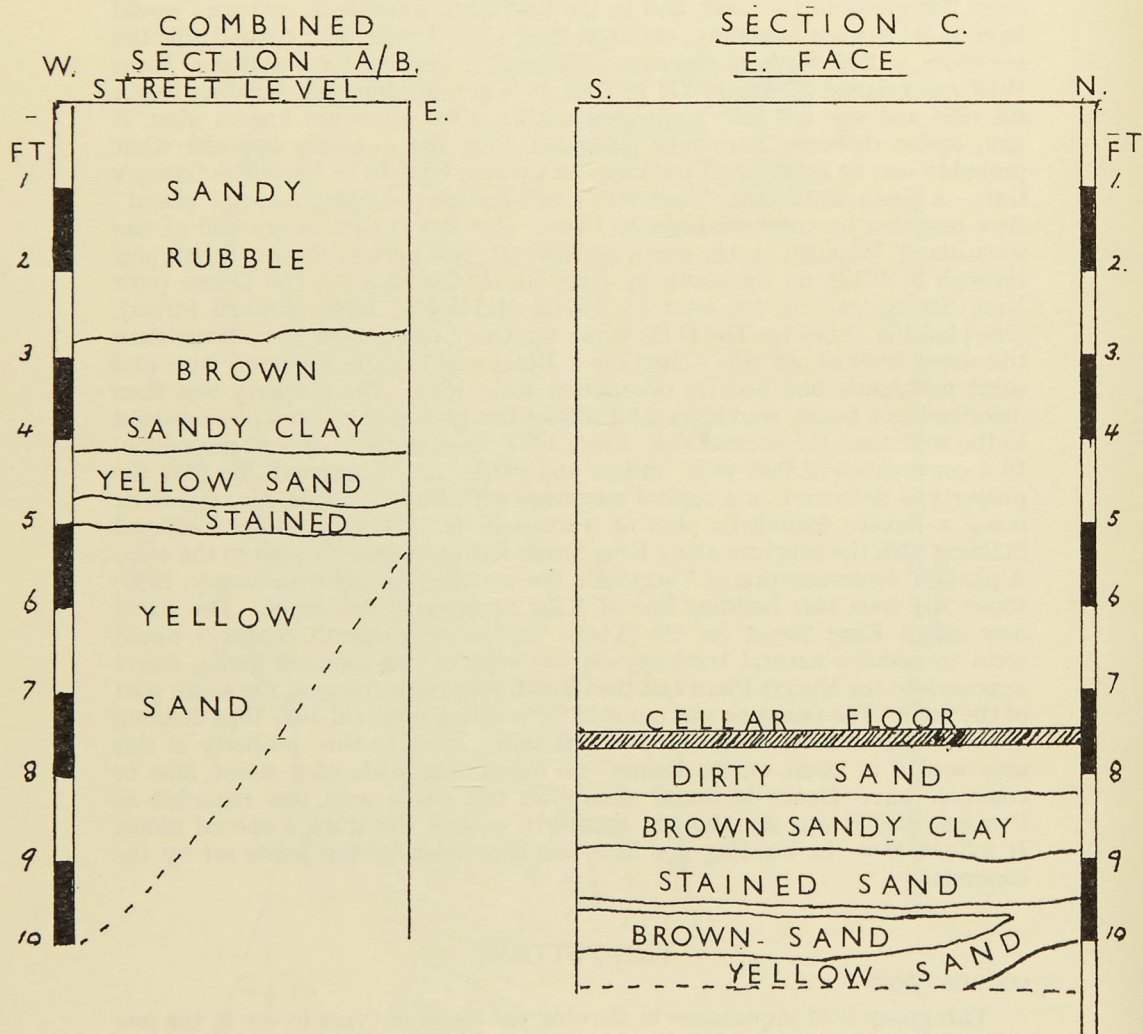 COMBINED
SECTION A/B.
W.
STREET LEVEL
E.
FT
1
2
3
4
5
6
7
8
9
10
SANDY
RUBBLE
BROWN
SANDY CLAY
YELLOW SAND
STAINED
YELLOW
SAND
SECTION C.
E. FACE
S.
N.
FT
1.
2.
3.
4
5
6
7
8
9
10
CELLAR FLOOR
DIRTY SAND
BROWN SANDY CLAY
STAINED SAND
BROWN- SAND
YELLOW SAND